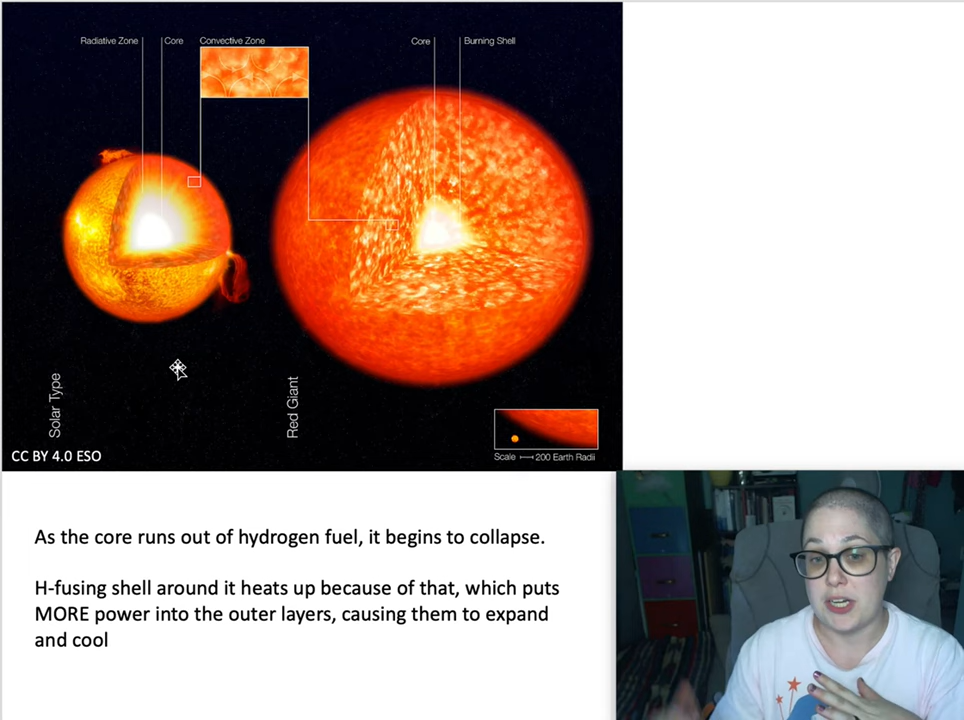 Radiative Zone Core Convective Zone Core Burning Shell
Solar Type
Red Giant
Scale 200 Earth Radii
CC BY 4.0 ESO
As the core runs out of hydrogen fuel, it begins to collapse.
H-fusing shell around it heats up because of that, which puts
MORE power into the outer layers, causing them to expand
and cool